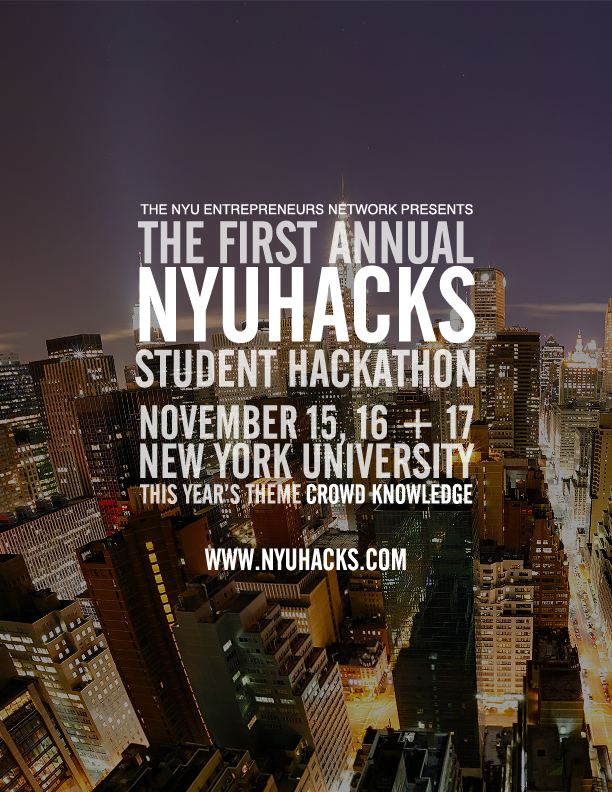 THE NYU ENTREPRENEURS NETWORK PRESENTS
THE FIRST ANNUAL
NYUHACKS
STUDENT HACKATHON
NOVEMBER 15, 16 + 17
NEW YORK UNIVERSITY
THIS YEAR'S THEME CROWD KNOWLEDGE
WWW.NYUHACKS.COM